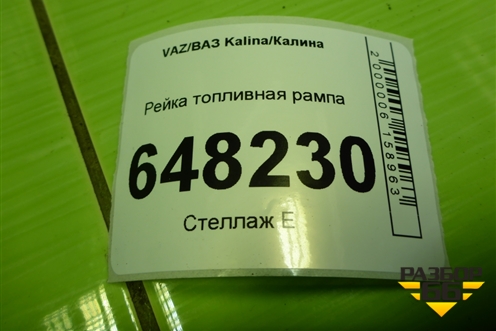 VAZ/ВАЗ Kalina/Калина
Рейка топливная рампа
648230
Стеллаж Е
2000006158963
РАЗБОР